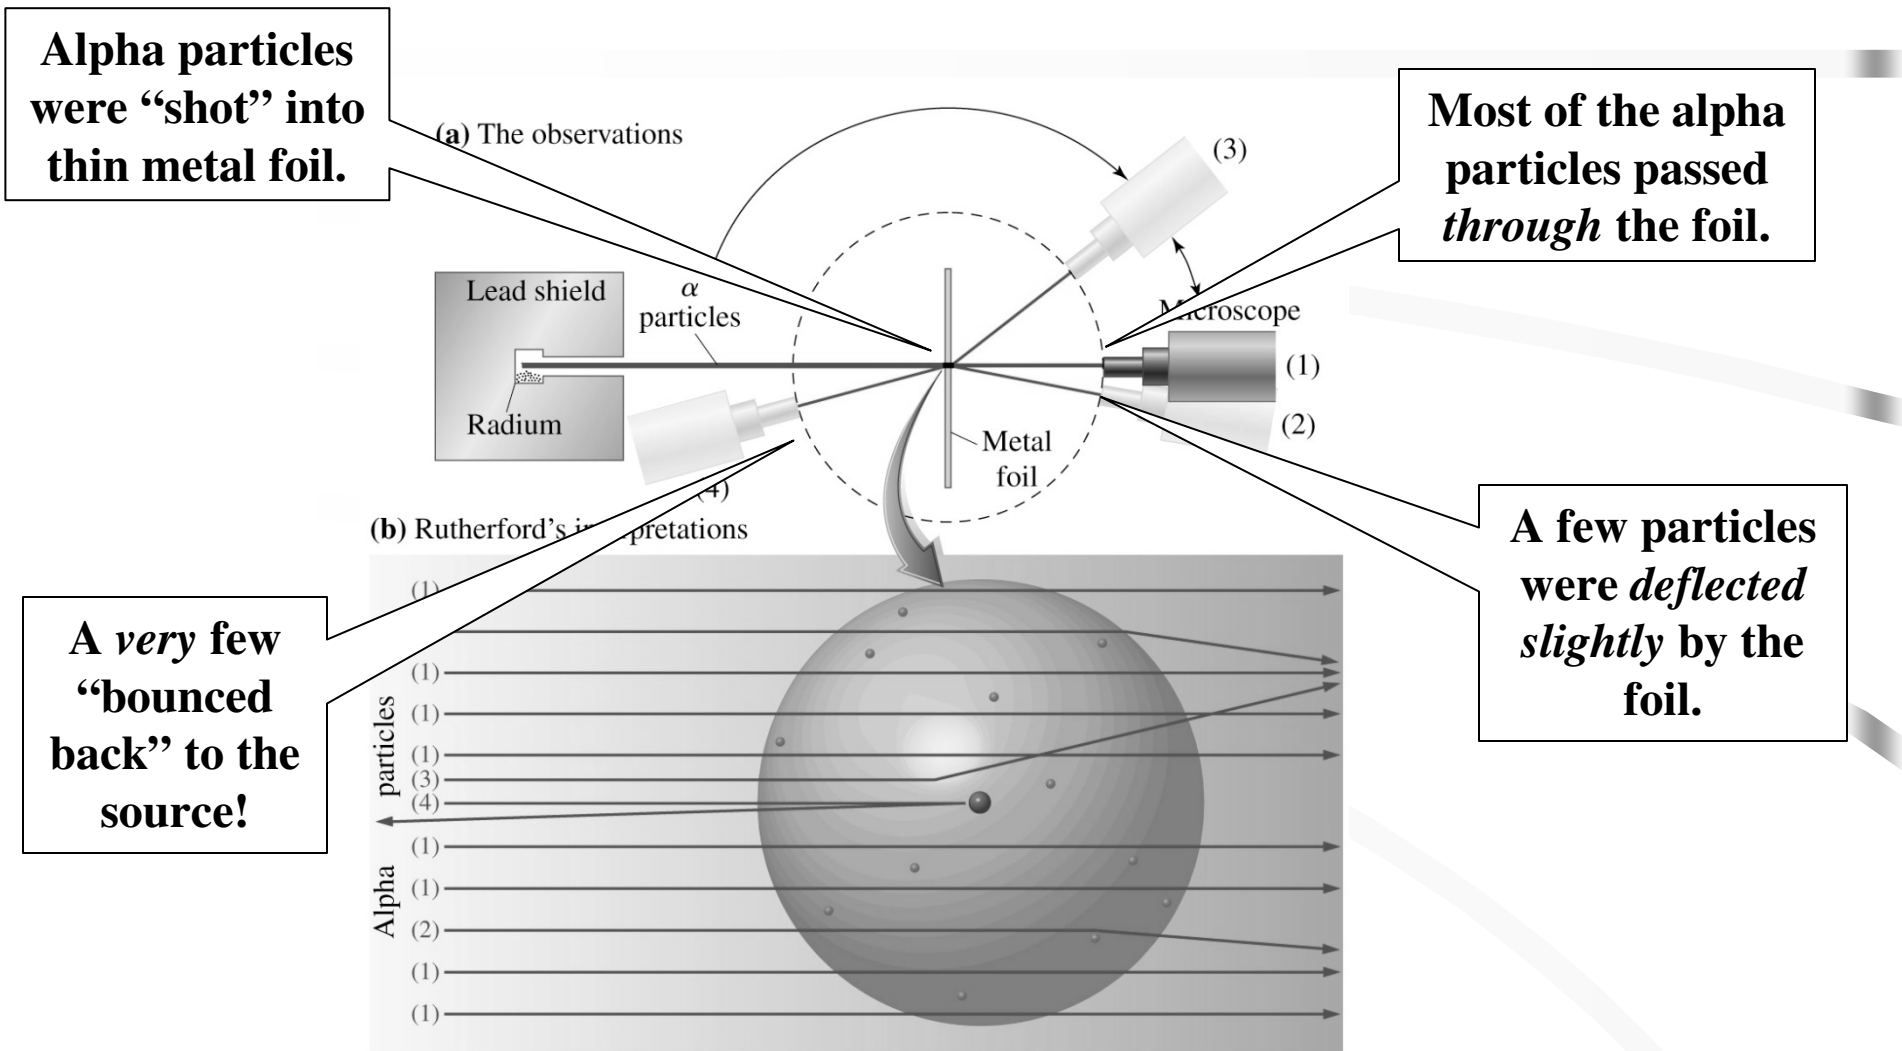 Alpha particles
were “shot” into
thin metal foil.
(a) The observations
Most of the alpha
particles passed
through the foil.
(3)
Lead shield
α
particles
Microscope
(1)
Radium
(2)
Metal
foil
(4)
(b) Rutherford’s interpretations
A few particles
were deflected
slightly by the
foil.
A very few
“bounced
back” to the
source!
Alpha particles
(1)
(1)
(1)
(1)
(3)
(4)
(1)
(1)
(2)
(1)
(1)